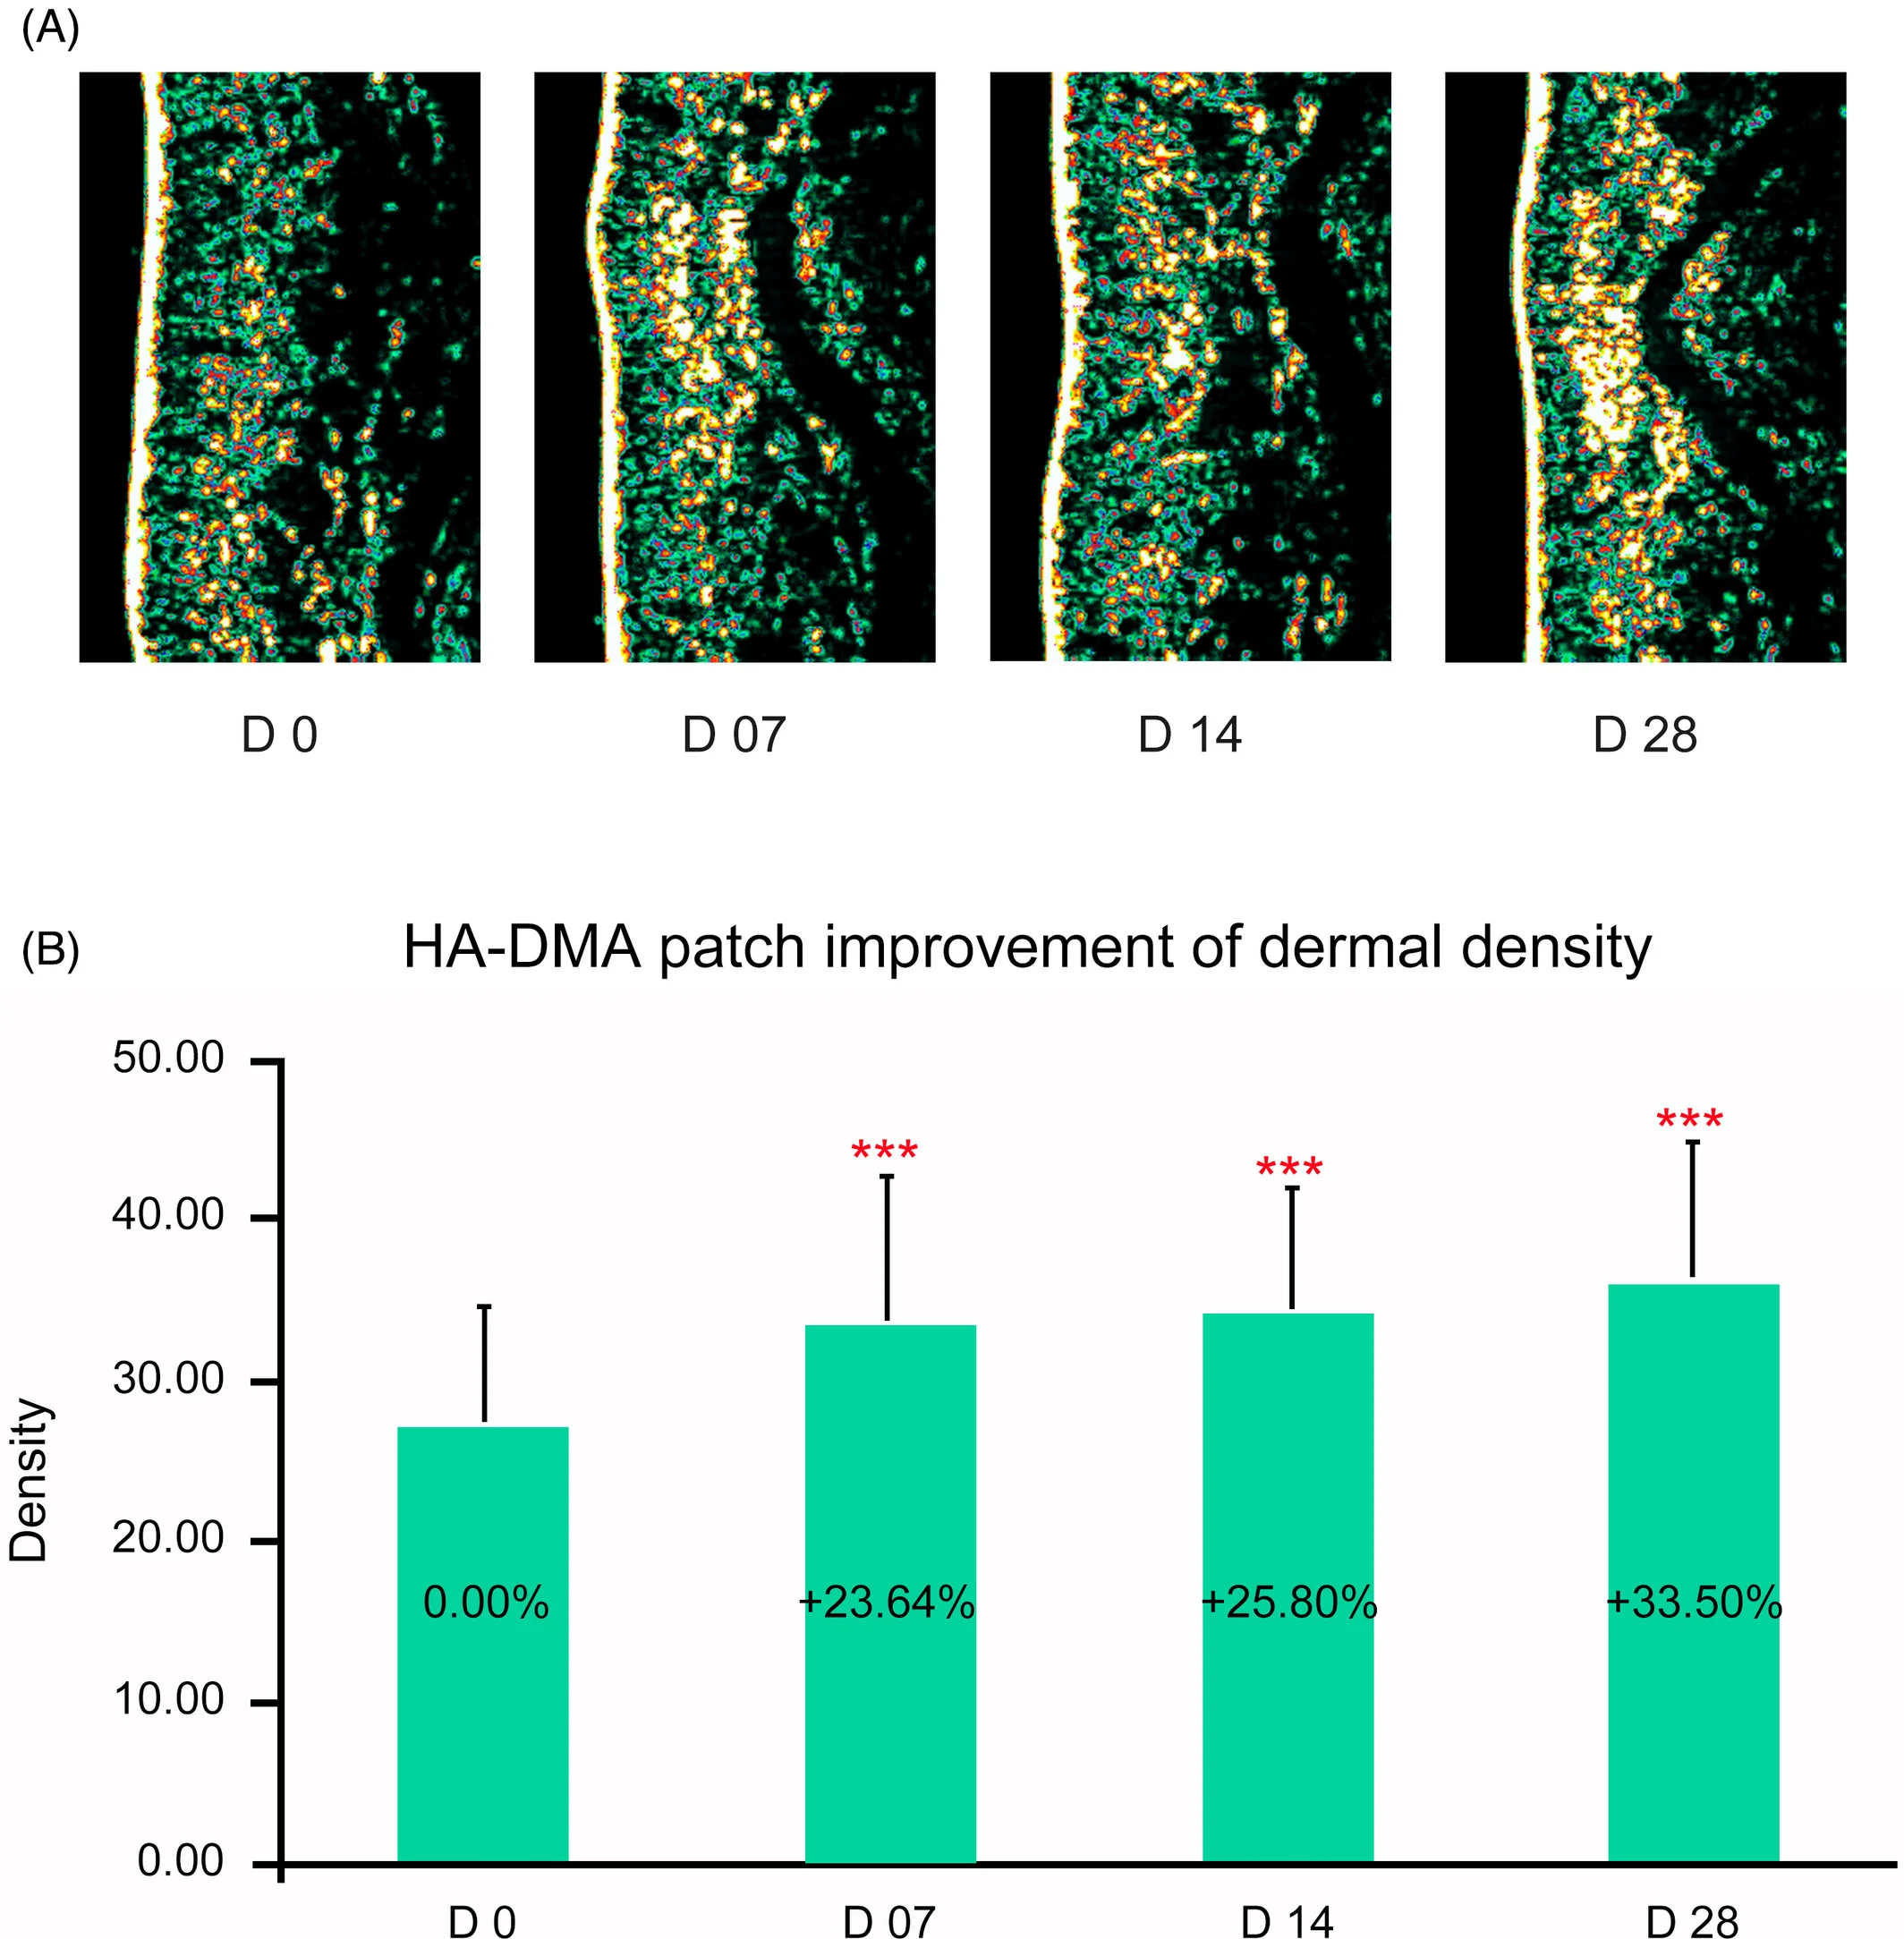 (A)
D 0 D 07 D 14 D 28
(B) HA-DMA patch improvement of dermal density
50.00
40.00
30.00
20.00
10.00
0.00
Density
***
***
***
0.00% +23.64% +25.80% +33.50%
D 0 D 07 D 14 D 28